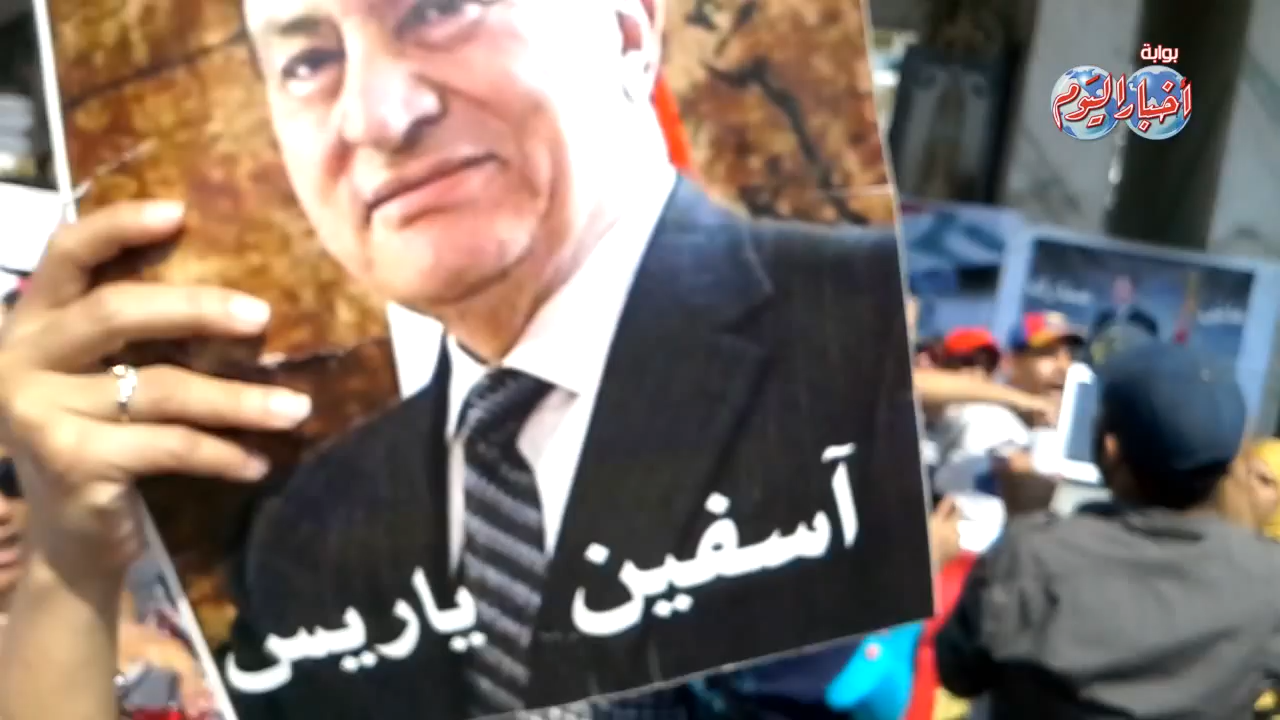 بوابة
أخبار اليوم
آسفين ياريس